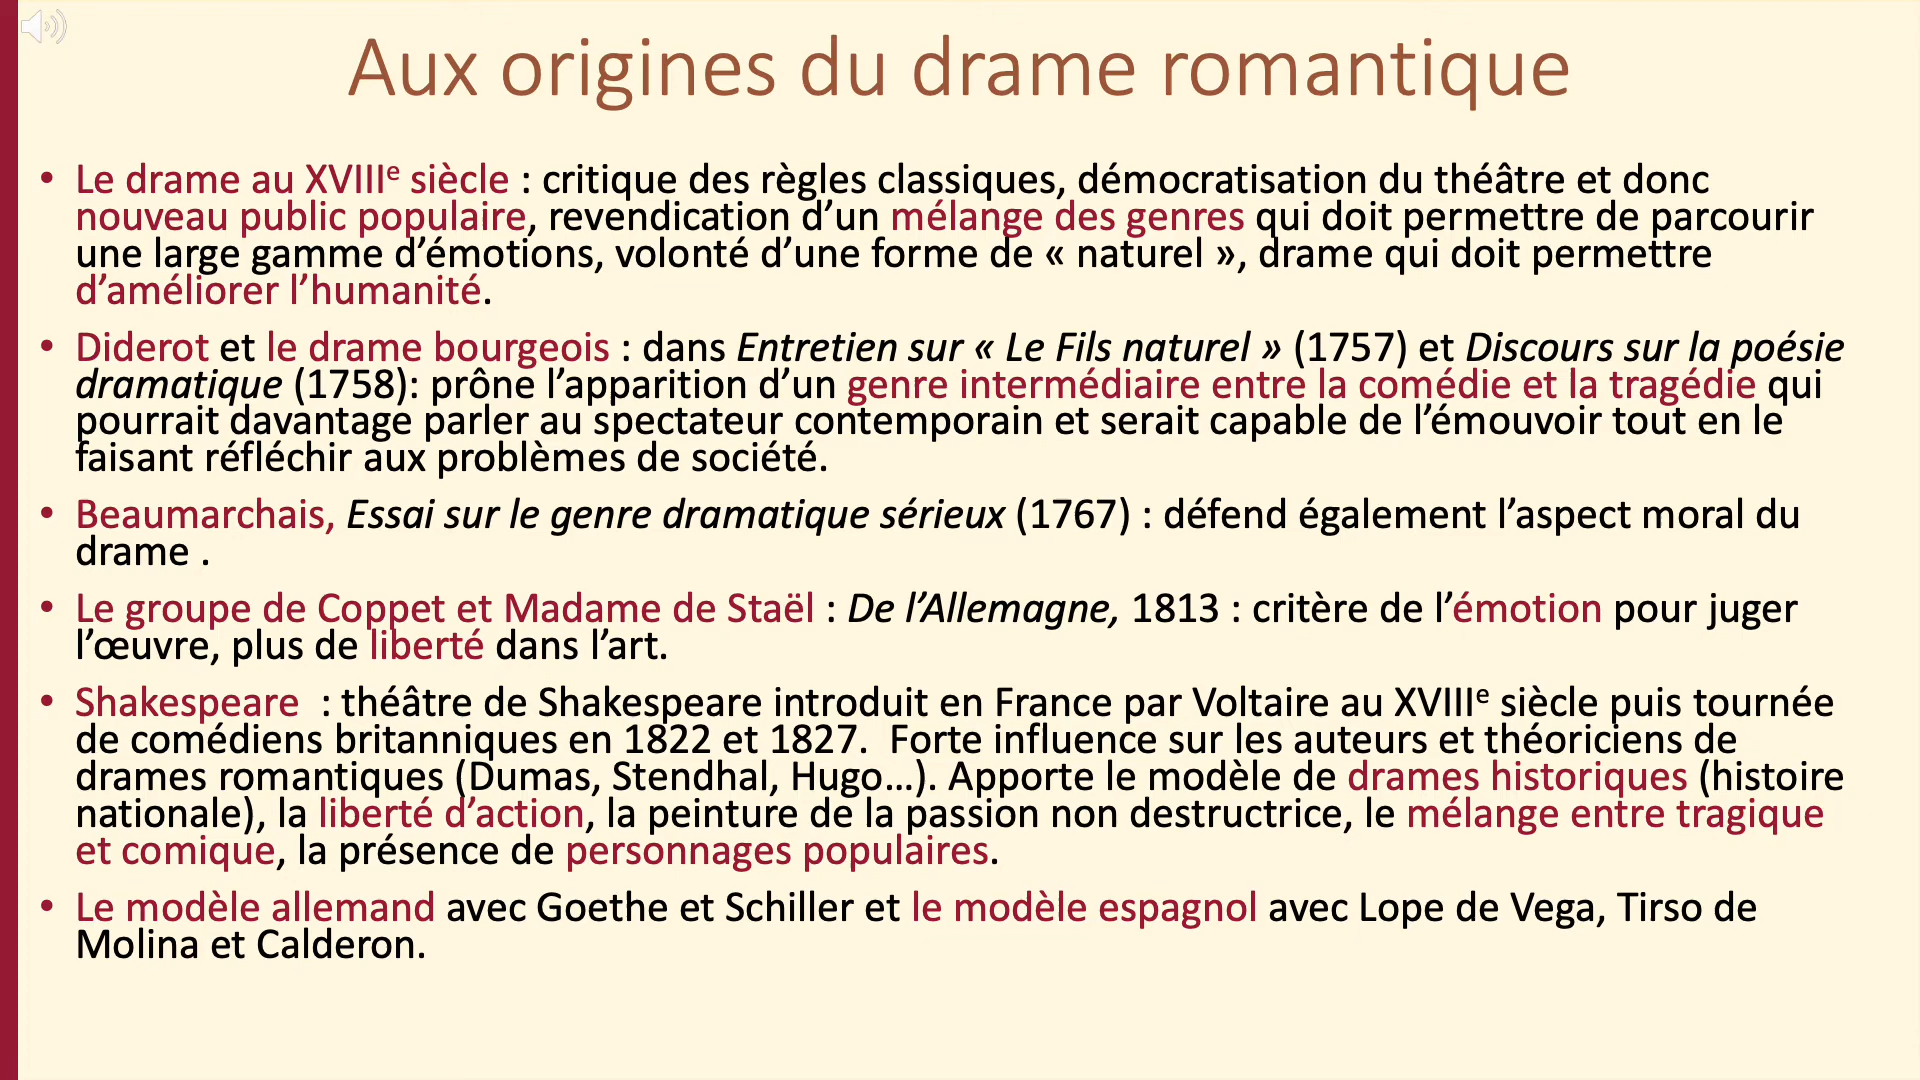 Aux origines du drame romantique
• Le drame au XVIIIᵉ siècle : critique des règles classiques, démocratisation du théâtre et donc
nouveau public populaire, revendication d’un mélange des genres qui doit permettre de parcourir
une large gamme d’émotions, volonté d’une forme de « naturel », drame qui doit permettre
d’améliorer l’humanité.
• Diderot et le drame bourgeois : dans Entretien sur « Le Fils naturel » (1757) et Discours sur la poésie
dramatique (1758): prône l’apparition d’un genre intermédiaire entre la comédie et la tragédie qui
pourrait davantage parler au spectateur contemporain et serait capable de l’émouvoir tout en le
faisant réfléchir aux problèmes de société.
• Beaumarchais, Essai sur le genre dramatique sérieux (1767) : défend également l’aspect moral du
drame .
• Le groupe de Coppet et Madame de Staël : De l’Allemagne, 1813 : critère de l’émotion pour juger
l’œuvre, plus de liberté dans l’art.
• Shakespeare  : théâtre de Shakespeare introduit en France par Voltaire au XVIIIᵉ siècle puis tournée
de comédiens britanniques en 1822 et 1827.  Forte influence sur les auteurs et théoriciens de
drames romantiques (Dumas, Stendhal, Hugo…). Apporte le modèle de drames historiques (histoire
nationale), la liberté d’action, la peinture de la passion non destructrice, le mélange entre tragique
et comique, la présence de personnages populaires.
• Le modèle allemand avec Goethe et Schiller et le modèle espagnol avec Lope de Vega, Tirso de
Molina et Calderon.